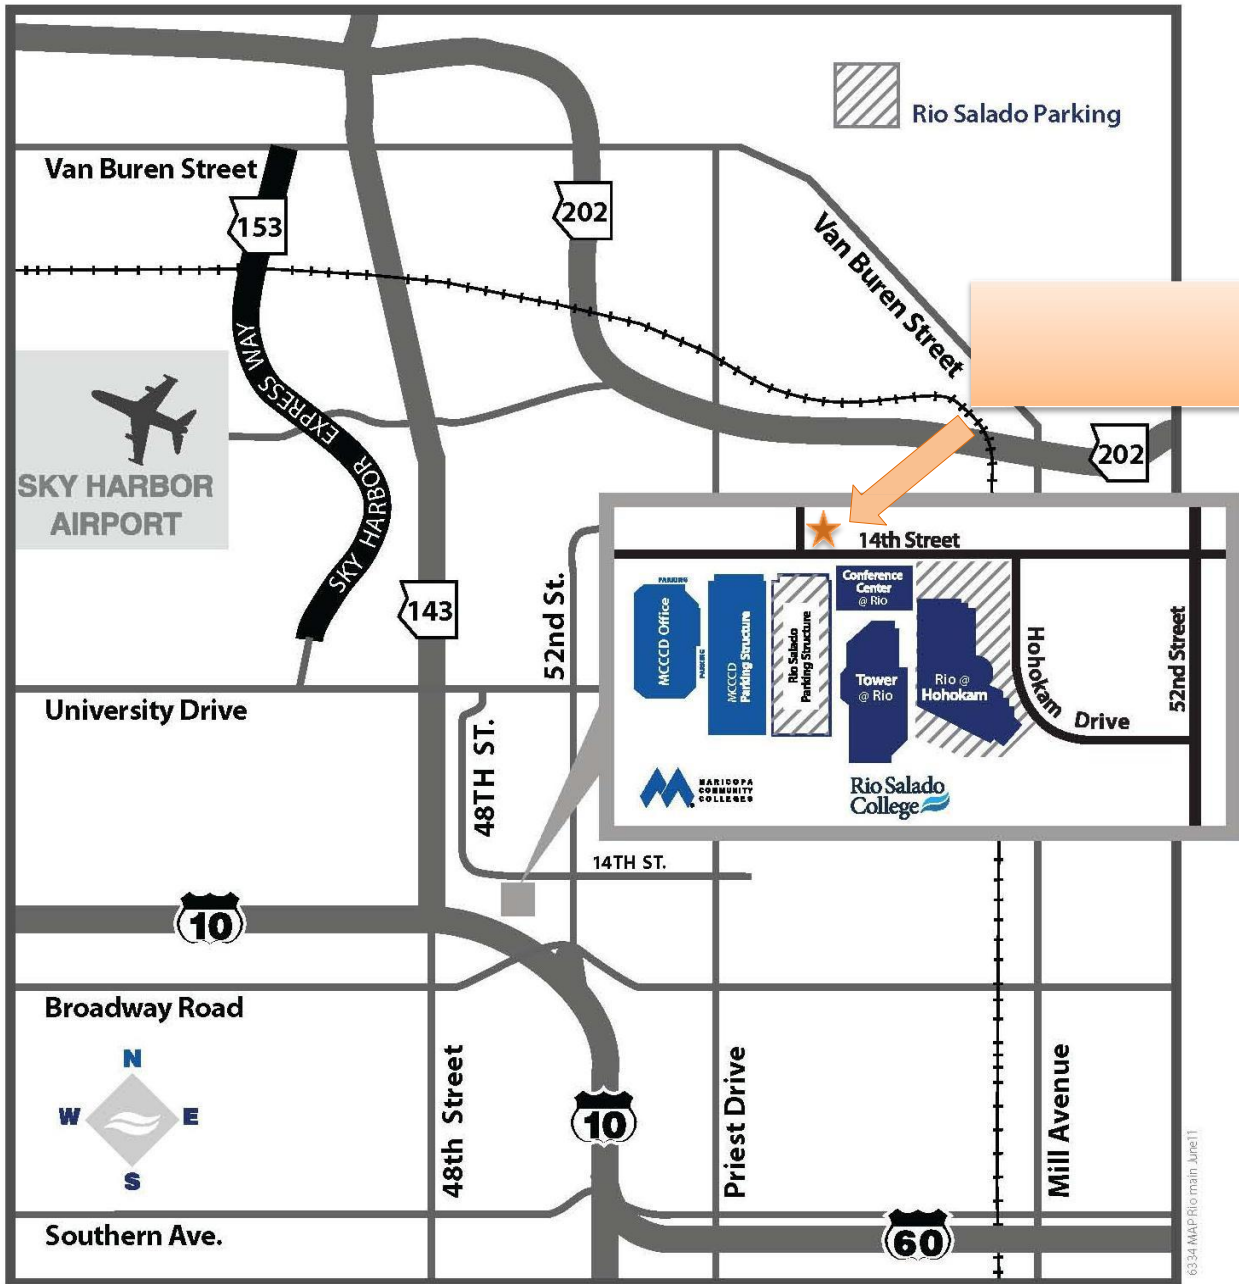 Rio Salado Parking
Van Buren Street
153
202
Van Buren Street
SKY HARBOR EXPRESS WAY
SKY HARBOR
AIRPORT
202
14th Street
PARKING
MCCCD Office
PARKING
MCCCD
Parking Structure
Rio Salado
Parking Structure
Conference
Center
@ Rio
Tower
@ Rio
Rio @
Hohokam
Hohokam Drive
52nd Street
MARICOPA
COMMUNITY
COLLEGES
Rio Salado
College
143
52nd St.
University Drive
48TH ST.
14TH ST.
10
Broadway Road
N
W
E
S
48th Street
10
Priest Drive
Mill Avenue
Southern Ave.
60
6334 MAP Rio main June11